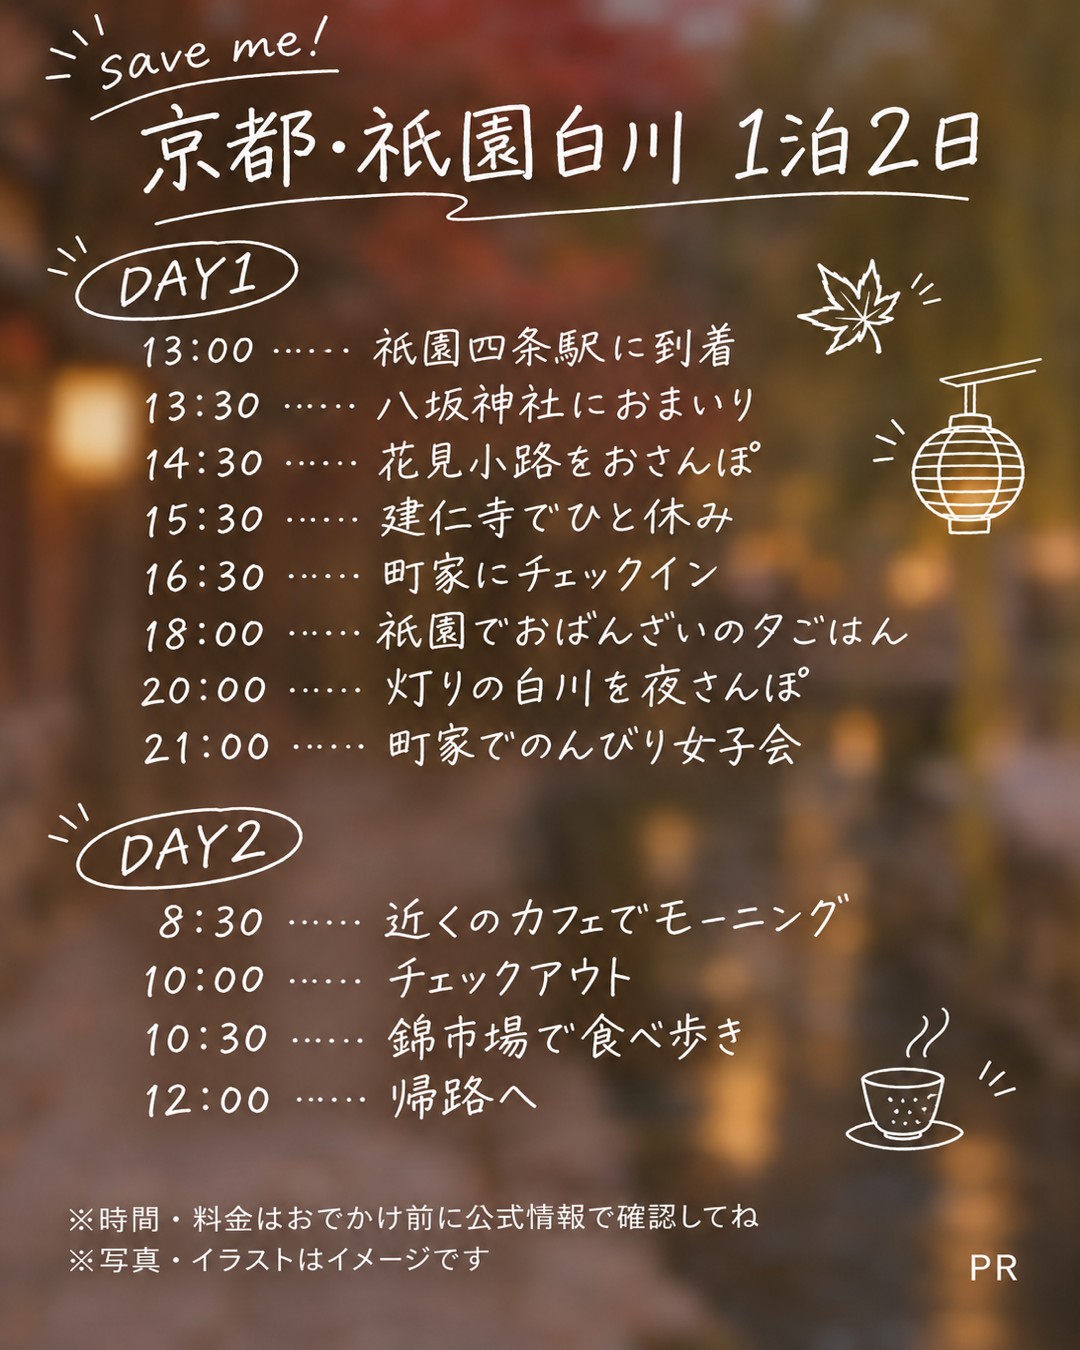 save me!
京都・祇園白川 1泊2日
DAY1
13:00 …… 祇園四条駅に到着
13:30 …… 八坂神社におまいり
14:30 …… 花見小路をおさんぽ
15:30 …… 建仁寺でひと休み
16:30 …… 町家にチェックイン
18:00 …… 祇園でおばんざいの夕ごはん
20:00 …… 灯りの白川を夜さんぽ
21:00 …… 町家でのんびり女子会
DAY2
8:30 …… 近くのカフェでモーニング
10:00 …… チェックアウト
10:30 …… 錦市場で食べ歩き
12:00 …… 帰路へ
※時間・料金はおでかけ前に公式情報で確認してね
※写真・イラストはイメージです
PR